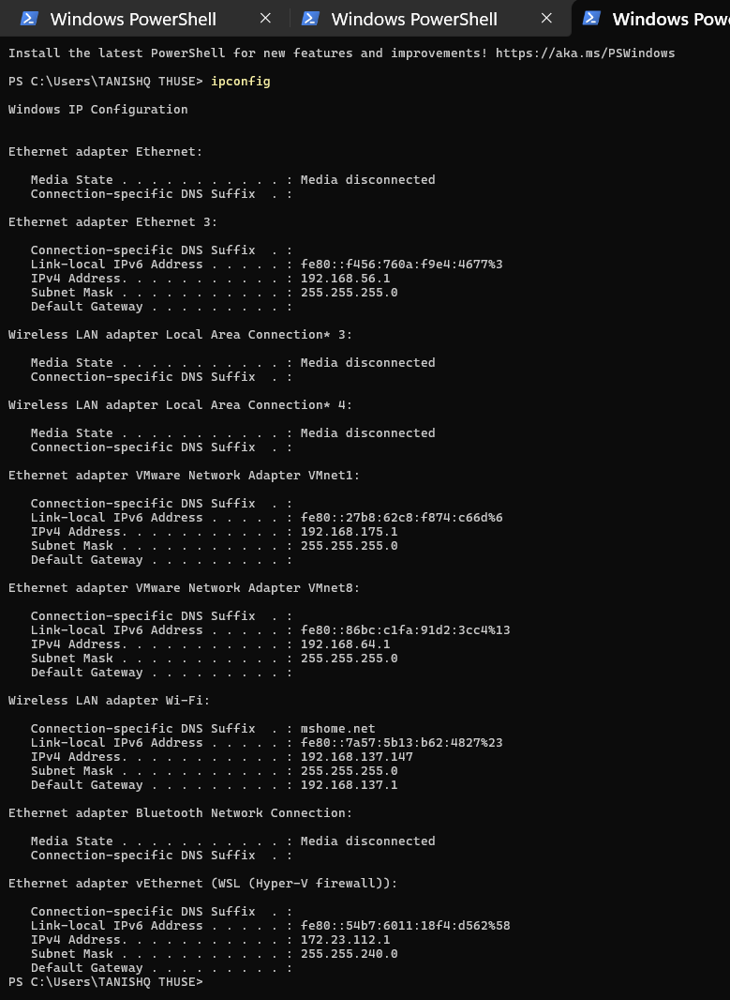 Windows PowerShell
Windows PowerShell
Windows Pow
Install the latest PowerShell for new features and improvements! https://aka.ms/PSWindows
PS C:\Users\TANISHQ THUSE> ipconfig
Windows IP Configuration
Ethernet adapter Ethernet:
   Media State . . . . . . . . . . . : Media disconnected
   Connection-specific DNS Suffix  . :
Ethernet adapter Ethernet 3:
   Connection-specific DNS Suffix  . :
   Link-local IPv6 Address . . . . . : fe80::f456:760a:f9e4:4677%3
   IPv4 Address. . . . . . . . . . . : 192.168.56.1
   Subnet Mask . . . . . . . . . . . : 255.255.255.0
   Default Gateway . . . . . . . . . :
Wireless LAN adapter Local Area Connection* 3:
   Media State . . . . . . . . . . . : Media disconnected
   Connection-specific DNS Suffix  . :
Wireless LAN adapter Local Area Connection* 4:
   Media State . . . . . . . . . . . : Media disconnected
   Connection-specific DNS Suffix  . :
Ethernet adapter VMware Network Adapter VMnet1:
   Connection-specific DNS Suffix  . :
   Link-local IPv6 Address . . . . . : fe80::27b8:62c8:f874:c66d%6
   IPv4 Address. . . . . . . . . . . : 192.168.175.1
   Subnet Mask . . . . . . . . . . . : 255.255.255.0
   Default Gateway . . . . . . . . . :
Ethernet adapter VMware Network Adapter VMnet8:
   Connection-specific DNS Suffix  . :
   Link-local IPv6 Address . . . . . : fe80::86bc:c1fa:91d2:3cc4%13
   IPv4 Address. . . . . . . . . . . : 192.168.64.1
   Subnet Mask . . . . . . . . . . . : 255.255.255.0
   Default Gateway . . . . . . . . . :
Wireless LAN adapter Wi-Fi:
   Connection-specific DNS Suffix  . : mshome.net
   Link-local IPv6 Address . . . . . : fe80::7a57:5b13:b62:4827%23
   IPv4 Address. . . . . . . . . . . : 192.168.137.147
   Subnet Mask . . . . . . . . . . . : 255.255.255.0
   Default Gateway . . . . . . . . . : 192.168.137.1
Ethernet adapter Bluetooth Network Connection:
   Media State . . . . . . . . . . . : Media disconnected
   Connection-specific DNS Suffix  . :
Ethernet adapter vEthernet (WSL (Hyper-V firewall)):
   Connection-specific DNS Suffix  . :
   Link-local IPv6 Address . . . . . : fe80::54b7:6011:18f4:d562%58
   IPv4 Address. . . . . . . . . . . : 172.23.112.1
   Subnet Mask . . . . . . . . . . . : 255.255.240.0
   Default Gateway . . . . . . . . . :
PS C:\Users\TANISHQ THUSE>